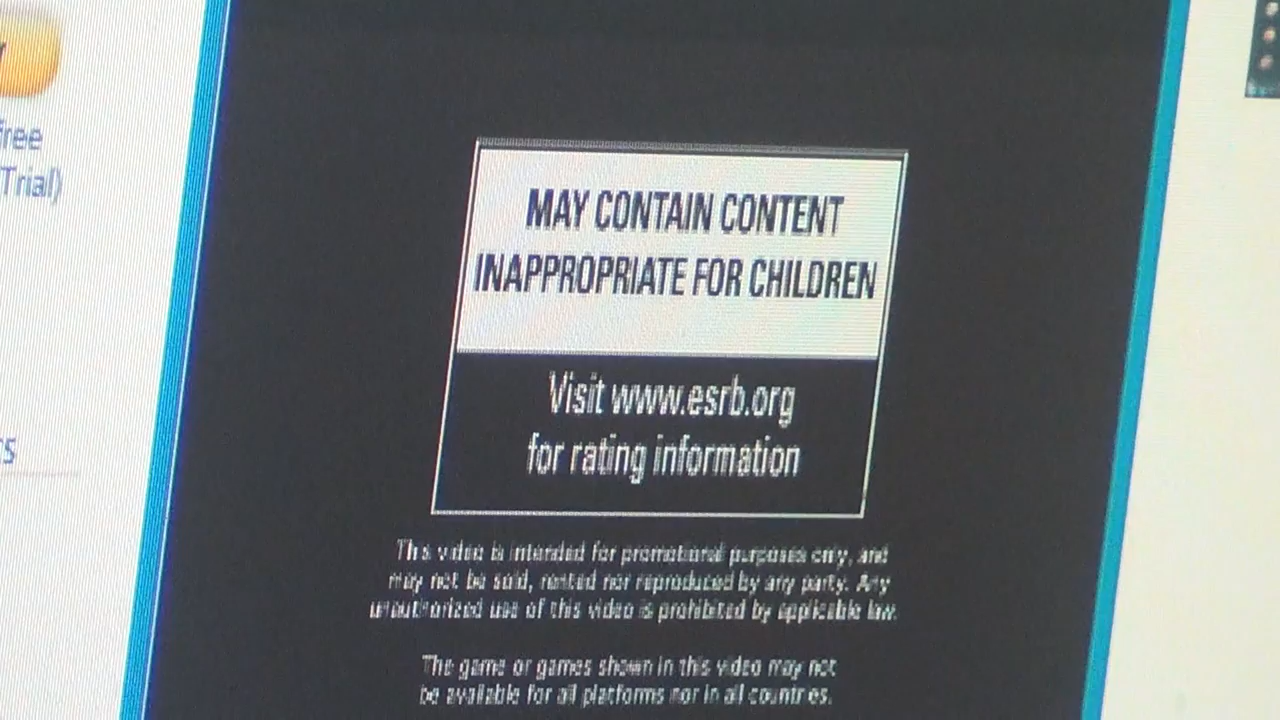 free
Trial)
MAY CONTAIN CONTENT
INAPPROPRIATE FOR CHILDREN
Visit www.esrb.org
for rating information
This video is intended for promotional purposes only, and
may not be sold, rented nor reproduced by any party. Any
unauthorized use of this video is prohibited by applicable law.
The game or games shown in this video may not
be available for all platforms nor in all countries.